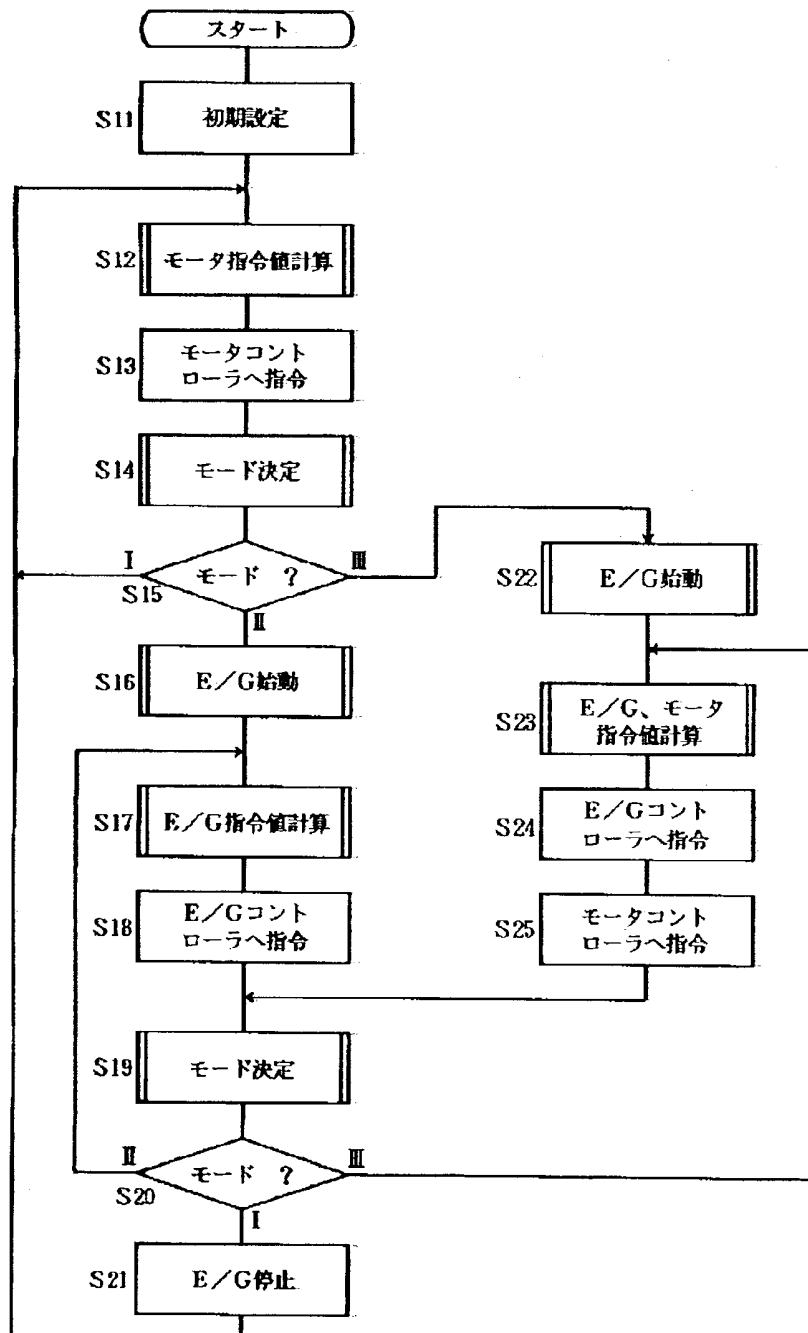 スタート
S11
初期設定
S12
モータ指令値計算
S13
モータコント
ローラへ指令
S14
モード決定
I
III
モード ?
S15
II
S22
E/G始動
S16
E/G始動
S23
E/G、モータ
指令値計算
S17
E/G指令値計算
S24
E/Gコント
ローラへ指令
S18
E/Gコント
ローラへ指令
S25
モータコント
ローラへ指令
S19
モード決定
II
III
モード ?
S20
I
S21
E/G停止